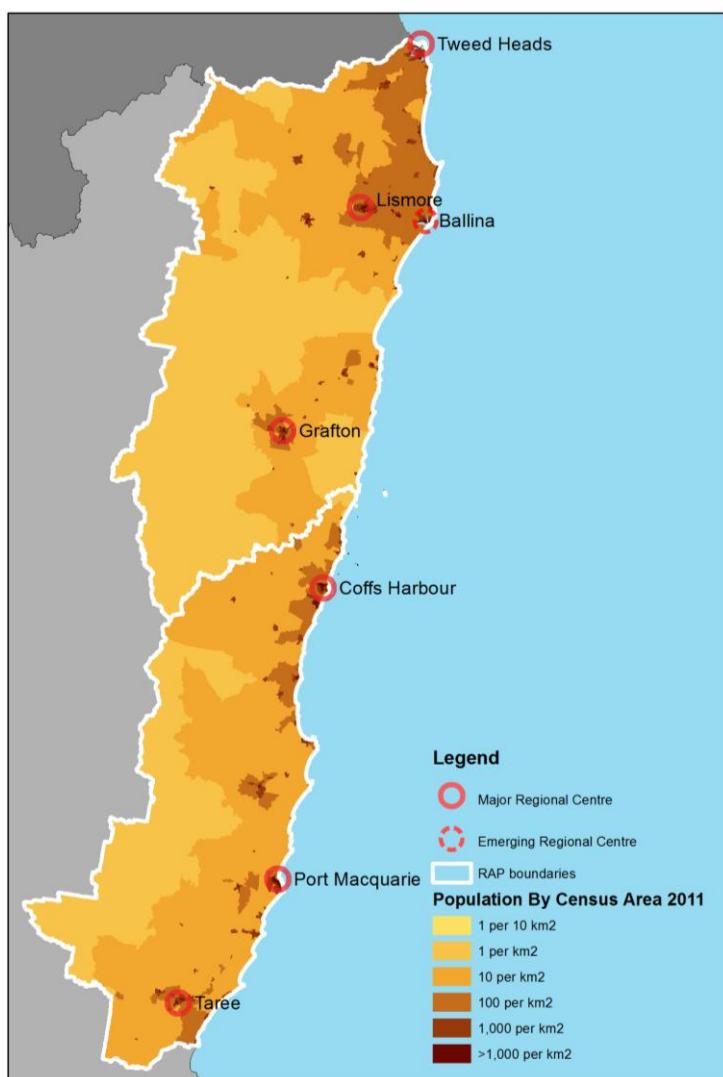 Tweed Heads
Lismore
Ballina
Grafton
Coffs Harbour
Port Macquarie
Taree
Legend
Major Regional Centre
Emerging Regional Centre
RAP boundaries
Population By Census Area 2011
1 per 10 km2
1 per km2
10 per km2
100 per km2
1,000 per km2
>1,000 per km2